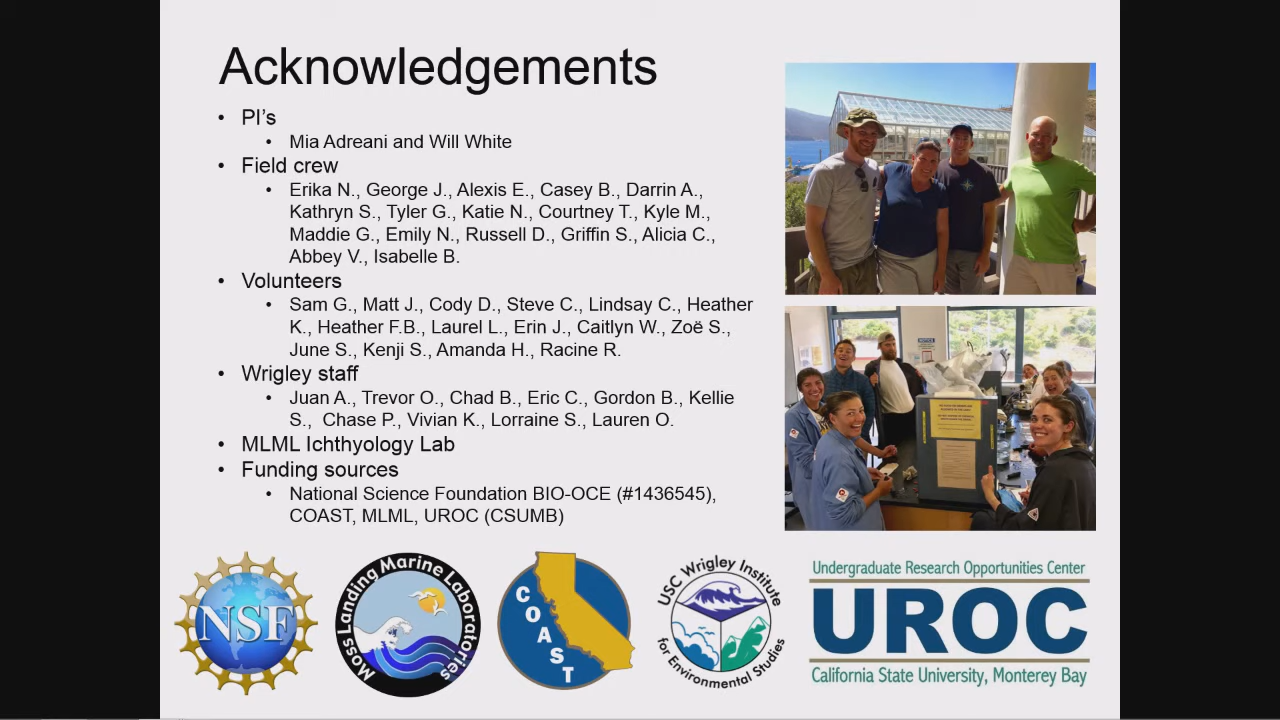 Acknowledgements
• PI's
• Mia Adreani and Will White
• Field crew
• Erika N., George J., Alexis E., Casey B., Darrin A.,
Kathryn S., Tyler G., Katie N., Courtney T., Kyle M.,
Maddie G., Emily N., Russell D., Griffin S., Alicia C.,
Abbey V., Isabelle B.
• Volunteers
• Sam G., Matt J., Cody D., Steve C., Lindsay C., Heather
K., Heather F.B., Laurel L., Erin J., Caitlyn W., Zoë S.,
June S., Kenji S., Amanda H., Racine R.
• Wrigley staff
• Juan A., Trevor O., Chad B., Eric C., Gordon B., Kellie
S., Chase P., Vivian K., Lorraine S., Lauren O.
• MLML Ichthyology Lab
• Funding sources
• National Science Foundation BIO-OCE (#1436545),
COAST, MLML, UROC (CSUMB)
NSF
Moss Landing Marine Laboratories
COAST
USC Wrigley Institute
for Environmental Studies
Undergraduate Research Opportunities Center
UROC
California State University, Monterey Bay